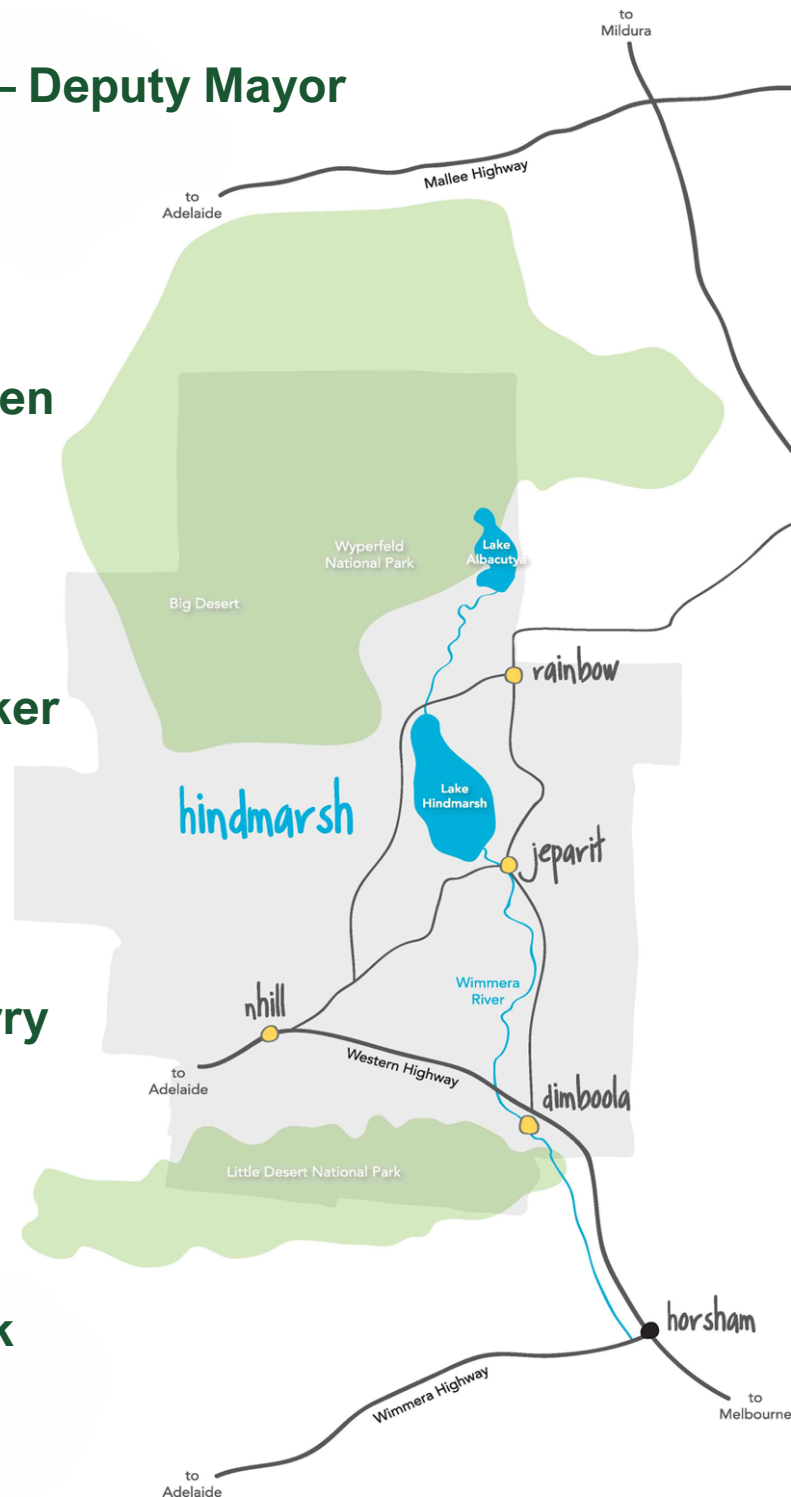 to
Mildura
– Deputy Mayor
Mallee Highway
to
Adelaide
en
Wyperfeld
National Park
Lake
Albacutya
Big Desert
rainbow
ker
hindmarsh
Lake
Hindmarsh
jeparit
Wimmera
River
nhill
rry
to
Adelaide
Western Highway
dimboola
Little Desert National Park
horsham
k
Wimmera Highway
to
Melbourne
to
Adelaide